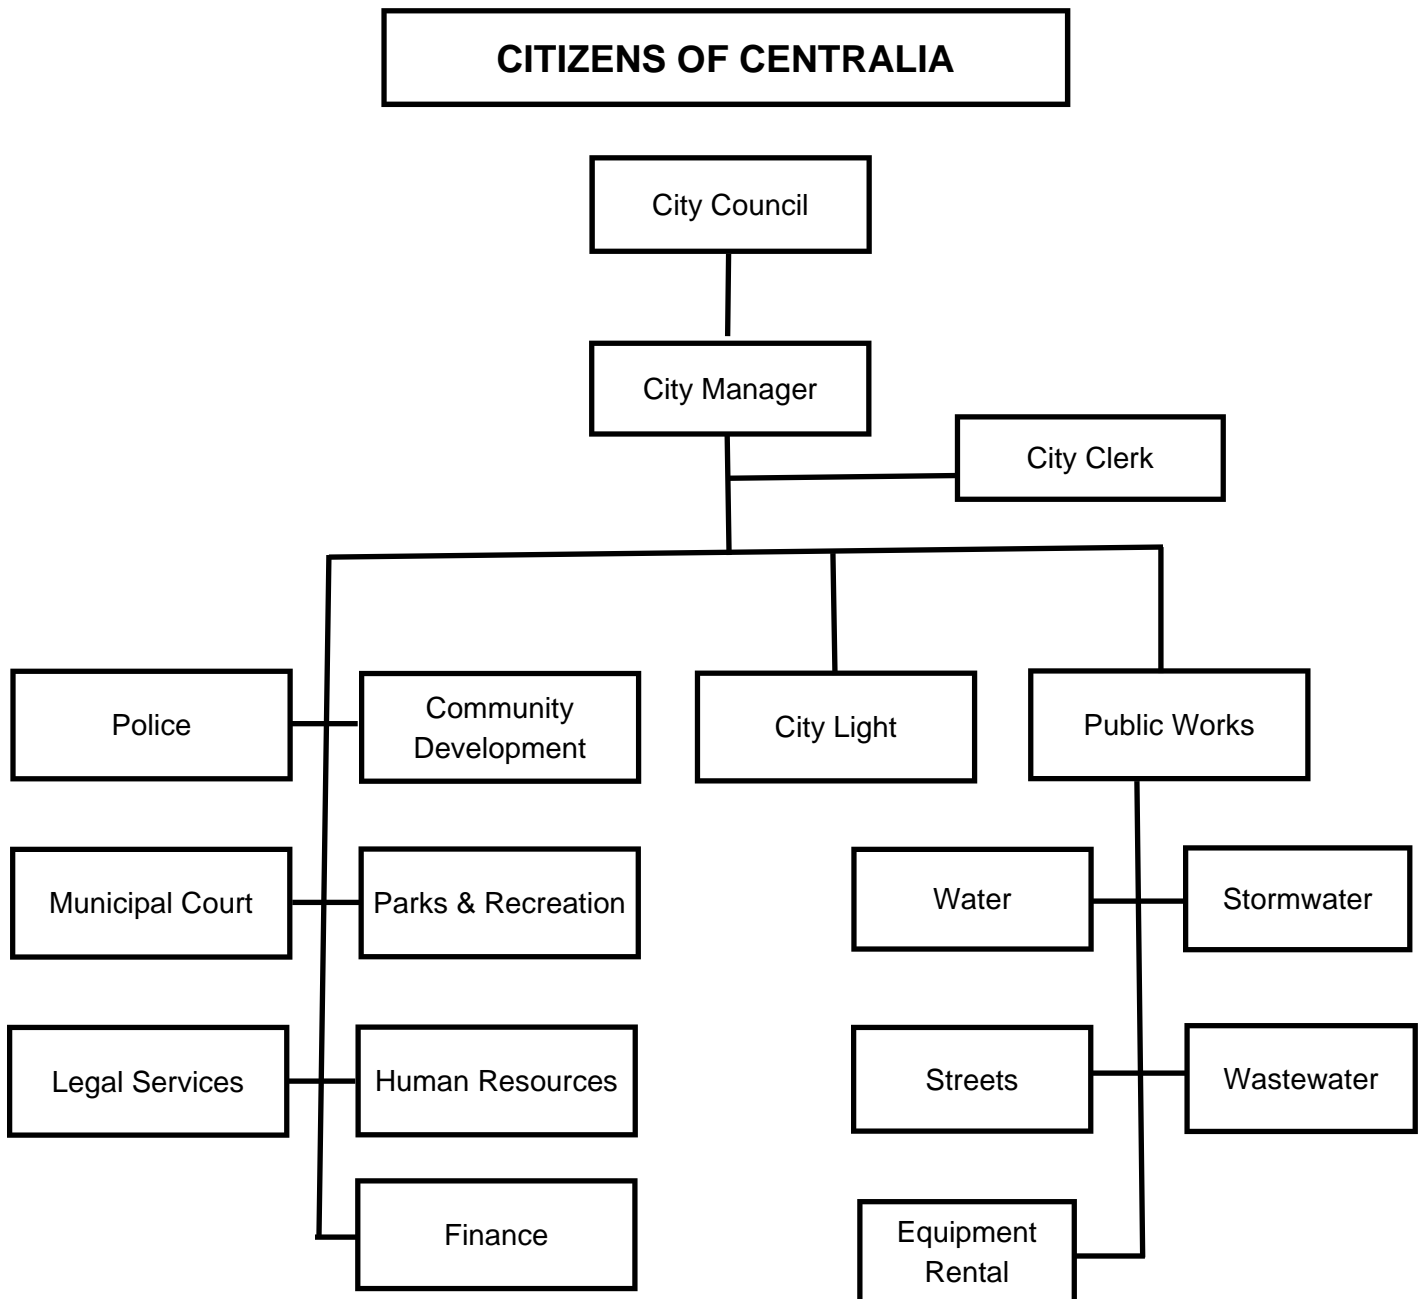 CITIZENS OF CENTRALIA
City Council
City Manager
City Clerk
Police
Community
Development
City Light
Public Works
Municipal Court
Parks & Recreation
Water
Stormwater
Legal Services
Human Resources
Streets
Wastewater
Finance
Equipment
Rental